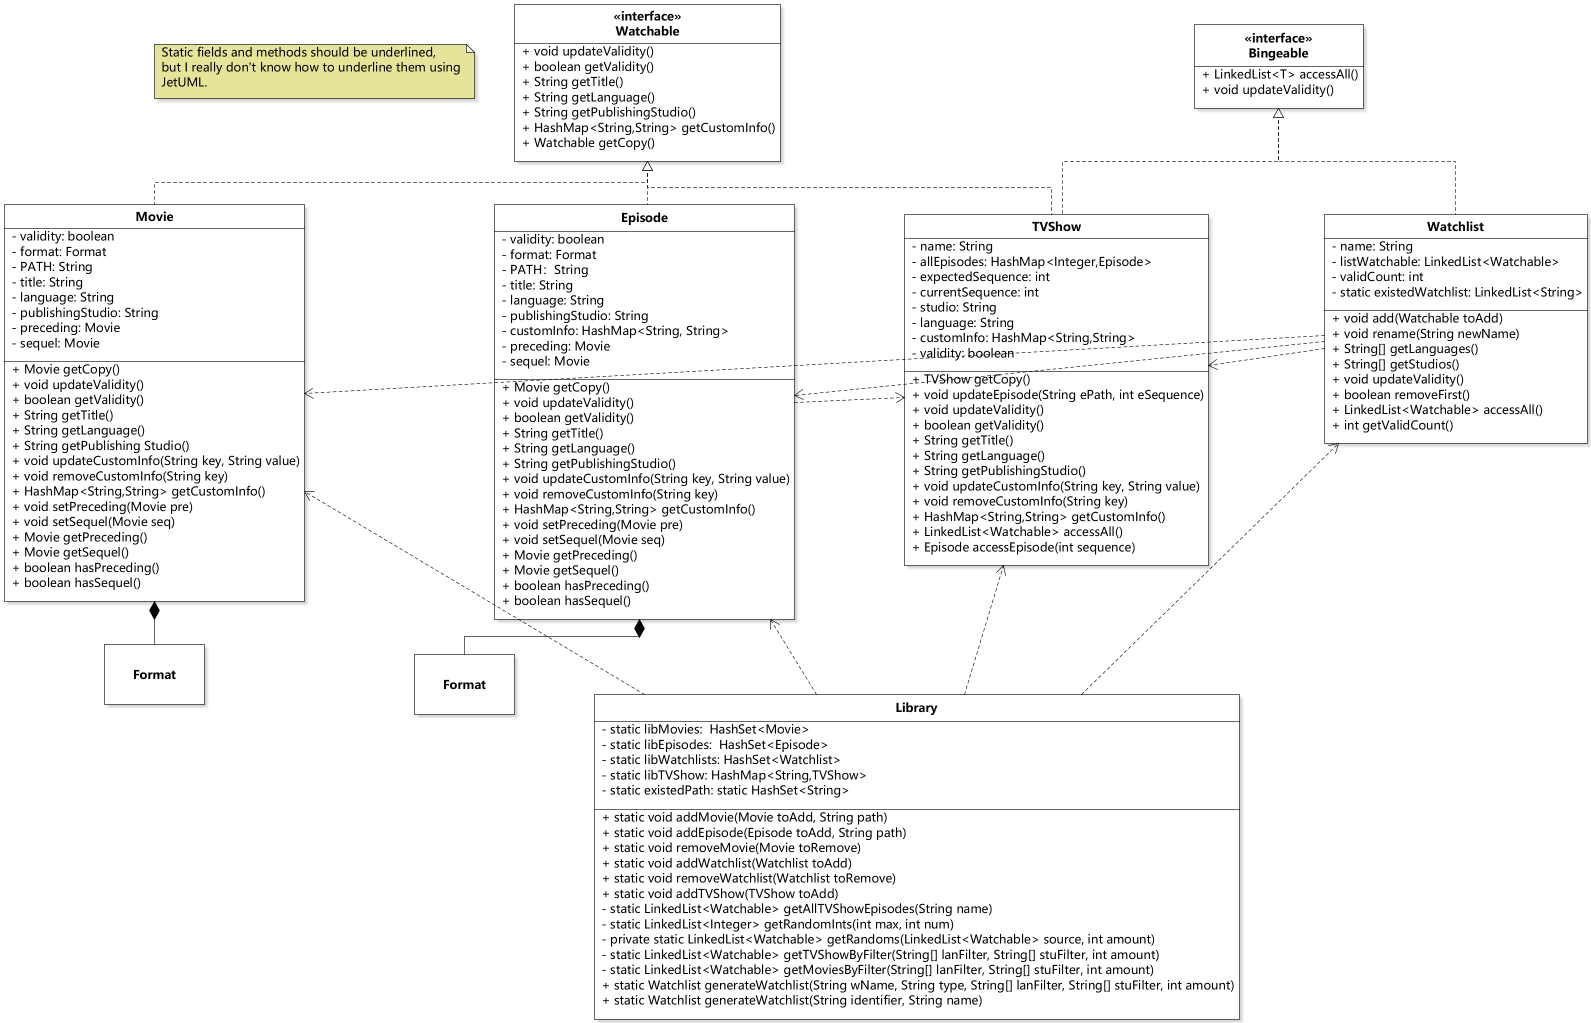 Static fields and methods should be underlined,
but I really don't know how to underline them using
JetUML.
«interface»
Watchable
+ void updateValidity()
+ boolean getValidity()
+ String getTitle()
+ String getLanguage()
+ String getPublishingStudio()
+ HashMap<String,String> getCustomInfo()
+ Watchable getCopy()
«interface»
Bingeable
+ LinkedList<T> accessAll()
+ void updateValidity()
Movie
- validity: boolean
- format: Format
- PATH: String
- title: String
- language: String
- publishingStudio: String
- preceding: Movie
- sequel: Movie
+ Movie getCopy()
+ void updateValidity()
+ boolean getValidity()
+ String getTitle()
+ String getLanguage()
+ String getPublishing Studio()
+ void updateCustomInfo(String key, String value)
+ void removeCustomInfo(String key)
+ HashMap<String,String> getCustomInfo()
+ void setPreceding(Movie pre)
+ void setSequel(Movie seq)
+ Movie getPreceding()
+ Movie getSequel()
+ boolean hasPreceding()
+ boolean hasSequel()
Episode
- validity: boolean
- format: Format
- PATH:  String
- title: String
- language: String
- publishingStudio: String
- customInfo: HashMap<String, String>
- preceding: Movie
- sequel: Movie
+ Movie getCopy()
+ void updateValidity()
+ boolean getValidity()
+ String getTitle()
+ String getLanguage()
+ String getPublishingStudio()
+ void updateCustomInfo(String key, String value)
+ void removeCustomInfo(String key)
+ HashMap<String,String> getCustomInfo()
+ void setPreceding(Movie pre)
+ void setSequel(Movie seq)
+ Movie getPreceding()
+ Movie getSequel()
+ boolean hasPreceding()
+ boolean hasSequel()
TVShow
- name: String
- allEpisodes: HashMap<Integer,Episode>
- expectedSequence: int
- currentSequence: int
- studio: String
- language: String
- customInfo: HashMap<String,String>
- validity: boolean
+ TVShow getCopy()
+ void updateEpisode(String ePath, int eSequence)
+ void updateValidity()
+ boolean getValidity()
+ String getTitle()
+ String getLanguage()
+ String getPublishingStudio()
+ void updateCustomInfo(String key, String value)
+ void removeCustomInfo(String key)
+ HashMap<String,String> getCustomInfo()
+ LinkedList<Watchable> accessAll()
+ Episode accessEpisode(int sequence)
Watchlist
- name: String
- listWatchable: LinkedList<Watchable>
- validCount: int
- static existedWatchlist: LinkedList<String>
+ void add(Watchable toAdd)
+ void rename(String newName)
+ String[] getLanguages()
+ String[] getStudios()
+ void updateValidity()
+ boolean removeFirst()
+ LinkedList<Watchable> accessAll()
+ int getValidCount()
Format
Format
Library
- static libMovies:  HashSet<Movie>
- static libEpisodes:  HashSet<Episode>
- static libWatchlists: HashSet<Watchlist>
- static libTVShow: HashMap<String,TVShow>
- static existedPath: static HashSet<String>
+ static void addMovie(Movie toAdd, String path)
+ static void addEpisode(Episode toAdd, String path)
+ static void removeMovie(Movie toRemove)
+ static void addWatchlist(Watchlist toAdd)
+ static void removeWatchlist(Watchlist toRemove)
+ static void addTVShow(TVShow toAdd)
- static LinkedList<Watchable> getAllTVShowEpisodes(String name)
- static LinkedList<Integer> getRandomInts(int max, int num)
- private static LinkedList<Watchable> getRandoms(LinkedList<Watchable> source, int amount)
- static LinkedList<Watchable> getTVShowByFilter(String[] lanFilter, String[] stuFilter, int amount)
- static LinkedList<Watchable> getMoviesByFilter(String[] lanFilter, String[] stuFilter, int amount)
+ static Watchlist generateWatchlist(String wName, String type, String[] lanFilter, String[] stuFilter, int amount)
+ static Watchlist generateWatchlist(String identifier, String name)